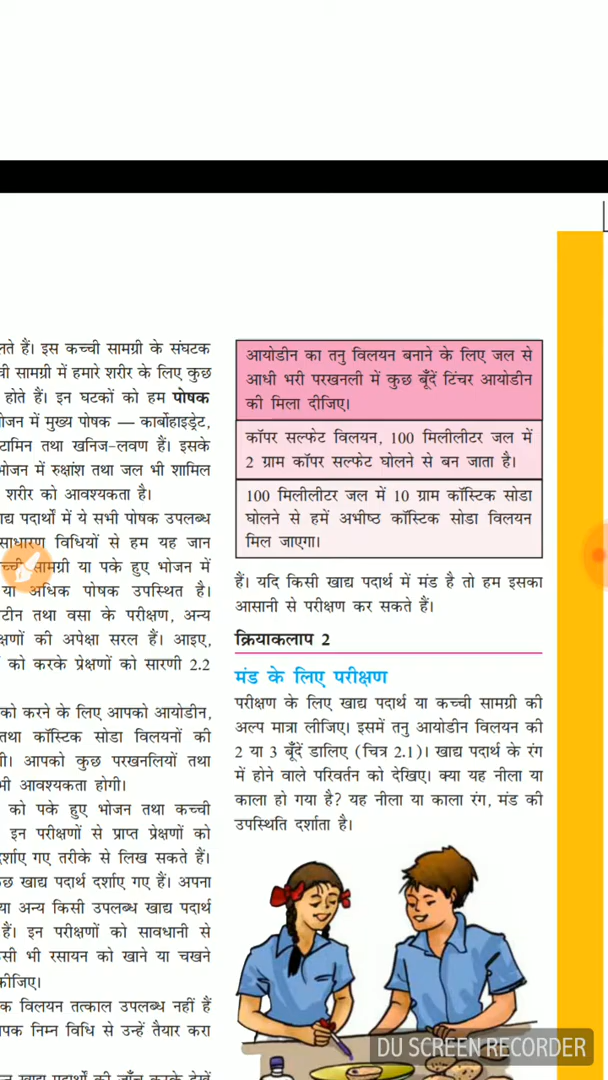 लते हैं। इस कच्ची सामग्री के संघटक
ची सामग्री में हमारे शरीर के लिए कुछ
होते हैं। इन घटकों को हम पोषक
ोजन में मुख्य पोषक — कार्बोहाइड्रेट,
टामिन तथा खनिज-लवण हैं। इसके
भोजन में रुक्षांश तथा जल भी शामिल
शरीर को आवश्यकता है।
द्य पदार्थों में ये सभी पोषक उपलब्ध
साधारण विधियों से हम यह जान
च्ची सामग्री या पके हुए भोजन में
या अधिक पोषक उपस्थित है।
टीन तथा वसा के परीक्षण, अन्य
क्षणों की अपेक्षा सरल हैं। आइए,
को करके प्रेक्षणों को सारणी 2.2
को करने के लिए आपको आयोडीन,
तथा कॉस्टिक सोडा विलयनों की
गी। आपको कुछ परखनलियों तथा
भी आवश्यकता होगी।
को पके हुए भोजन तथा कच्ची
इन परीक्षणों से प्राप्त प्रेक्षणों को
दर्शाए गए तरीके से लिख सकते हैं।
छ खाद्य पदार्थ दर्शाए गए हैं। अपना
या अन्य किसी उपलब्ध खाद्य पदार्थ
हैं। इन परीक्षणों को सावधानी से
सी भी रसायन को खाने या चखने
कीजिए।
क विलयन तत्काल उपलब्ध नहीं हैं
पक निम्न विधि से उन्हें तैयार करा
खाद्य पदार्थों की जाँच करके देखें
आयोडीन का तनु विलयन बनाने के लिए जल से
आधी भरी परखनली में कुछ बूँदें टिंचर आयोडीन
की मिला दीजिए।
कॉपर सल्फेट विलयन, 100 मिलीलीटर जल में
2 ग्राम कॉपर सल्फेट घोलने से बन जाता है।
100 मिलीलीटर जल में 10 ग्राम कॉस्टिक सोडा
घोलने से हमें अभीष्ठ कॉस्टिक सोडा विलयन
मिल जाएगा।
हैं। यदि किसी खाद्य पदार्थ में मंड है तो हम इसका
आसानी से परीक्षण कर सकते हैं।
क्रियाकलाप 2
मंड के लिए परीक्षण
परीक्षण के लिए खाद्य पदार्थ या कच्ची सामग्री की
अल्प मात्रा लीजिए। इसमें तनु आयोडीन विलयन की
2 या 3 बूँदें डालिए (चित्र 2.1)। खाद्य पदार्थ के रंग
में होने वाले परिवर्तन को देखिए। क्या यह नीला या
काला हो गया है? यह नीला या काला रंग, मंड की
उपस्थिति दर्शाता है।
DU SCREEN RECORDER